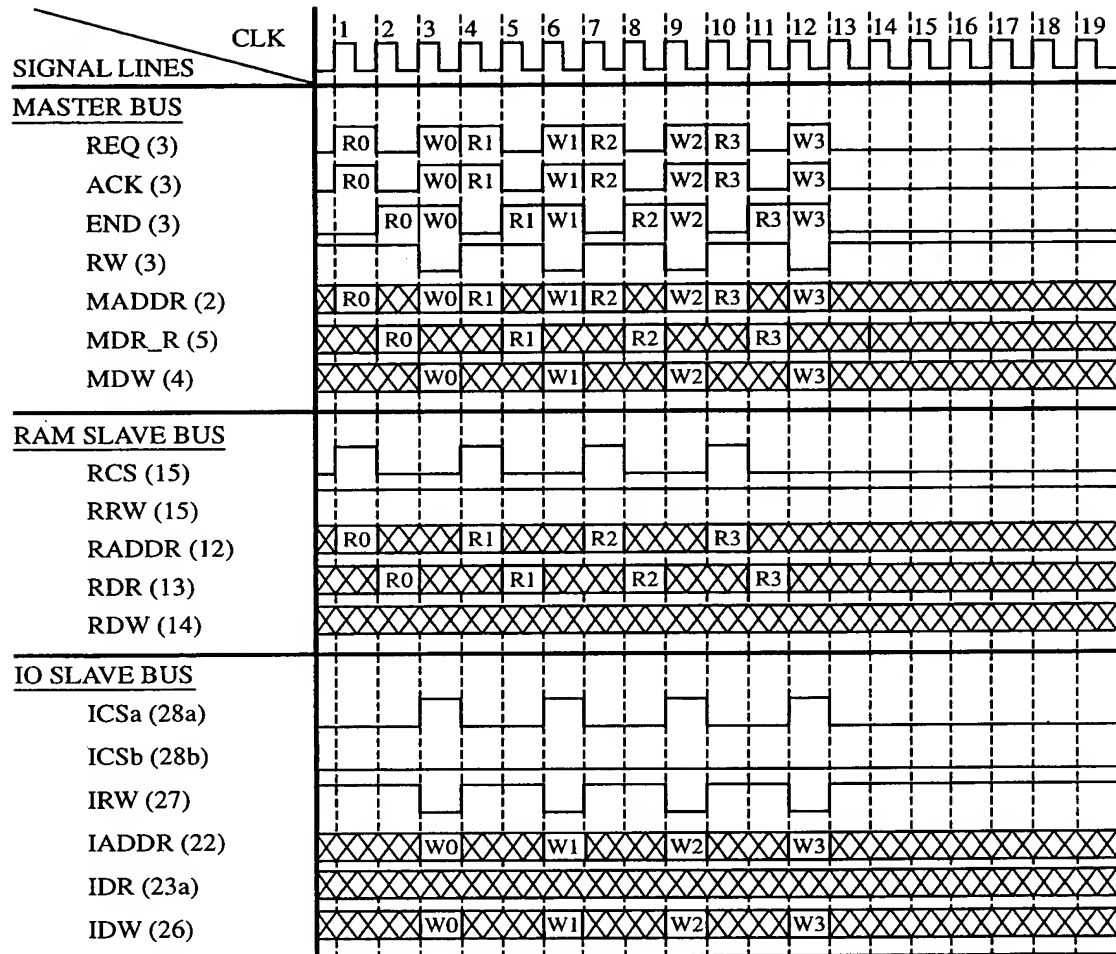 CLK 1 2 3 4 5 6 7 8 9 10 11 12 13 14 15 16 17 18 19
SIGNAL LINES
MASTER BUS
REQ (3) R0 W0 R1 W1 R2 W2 R3 W3
ACK (3) R0 W0 R1 W1 R2 W2 R3 W3
END (3) R0 W0 R1 W1 R2 W2 R3 W3
RW (3)
MADDR (2) R0 W0 R1 W1 R2 W2 R3 W3
MDR_R (5) R0 R1 R2 R3
MDW (4) W0 W1 W2 W3
RAM SLAVE BUS
RCS (15)
RRW (15)
RADDR (12) R0 R1 R2 R3
RDR (13) R0 R1 R2 R3
RDW (14)
IO SLAVE BUS
ICSa (28a)
ICSb (28b)
IRW (27)
IADDR (22) W0 W1 W2 W3
IDR (23a)
IDW (26) W0 W1 W2 W3